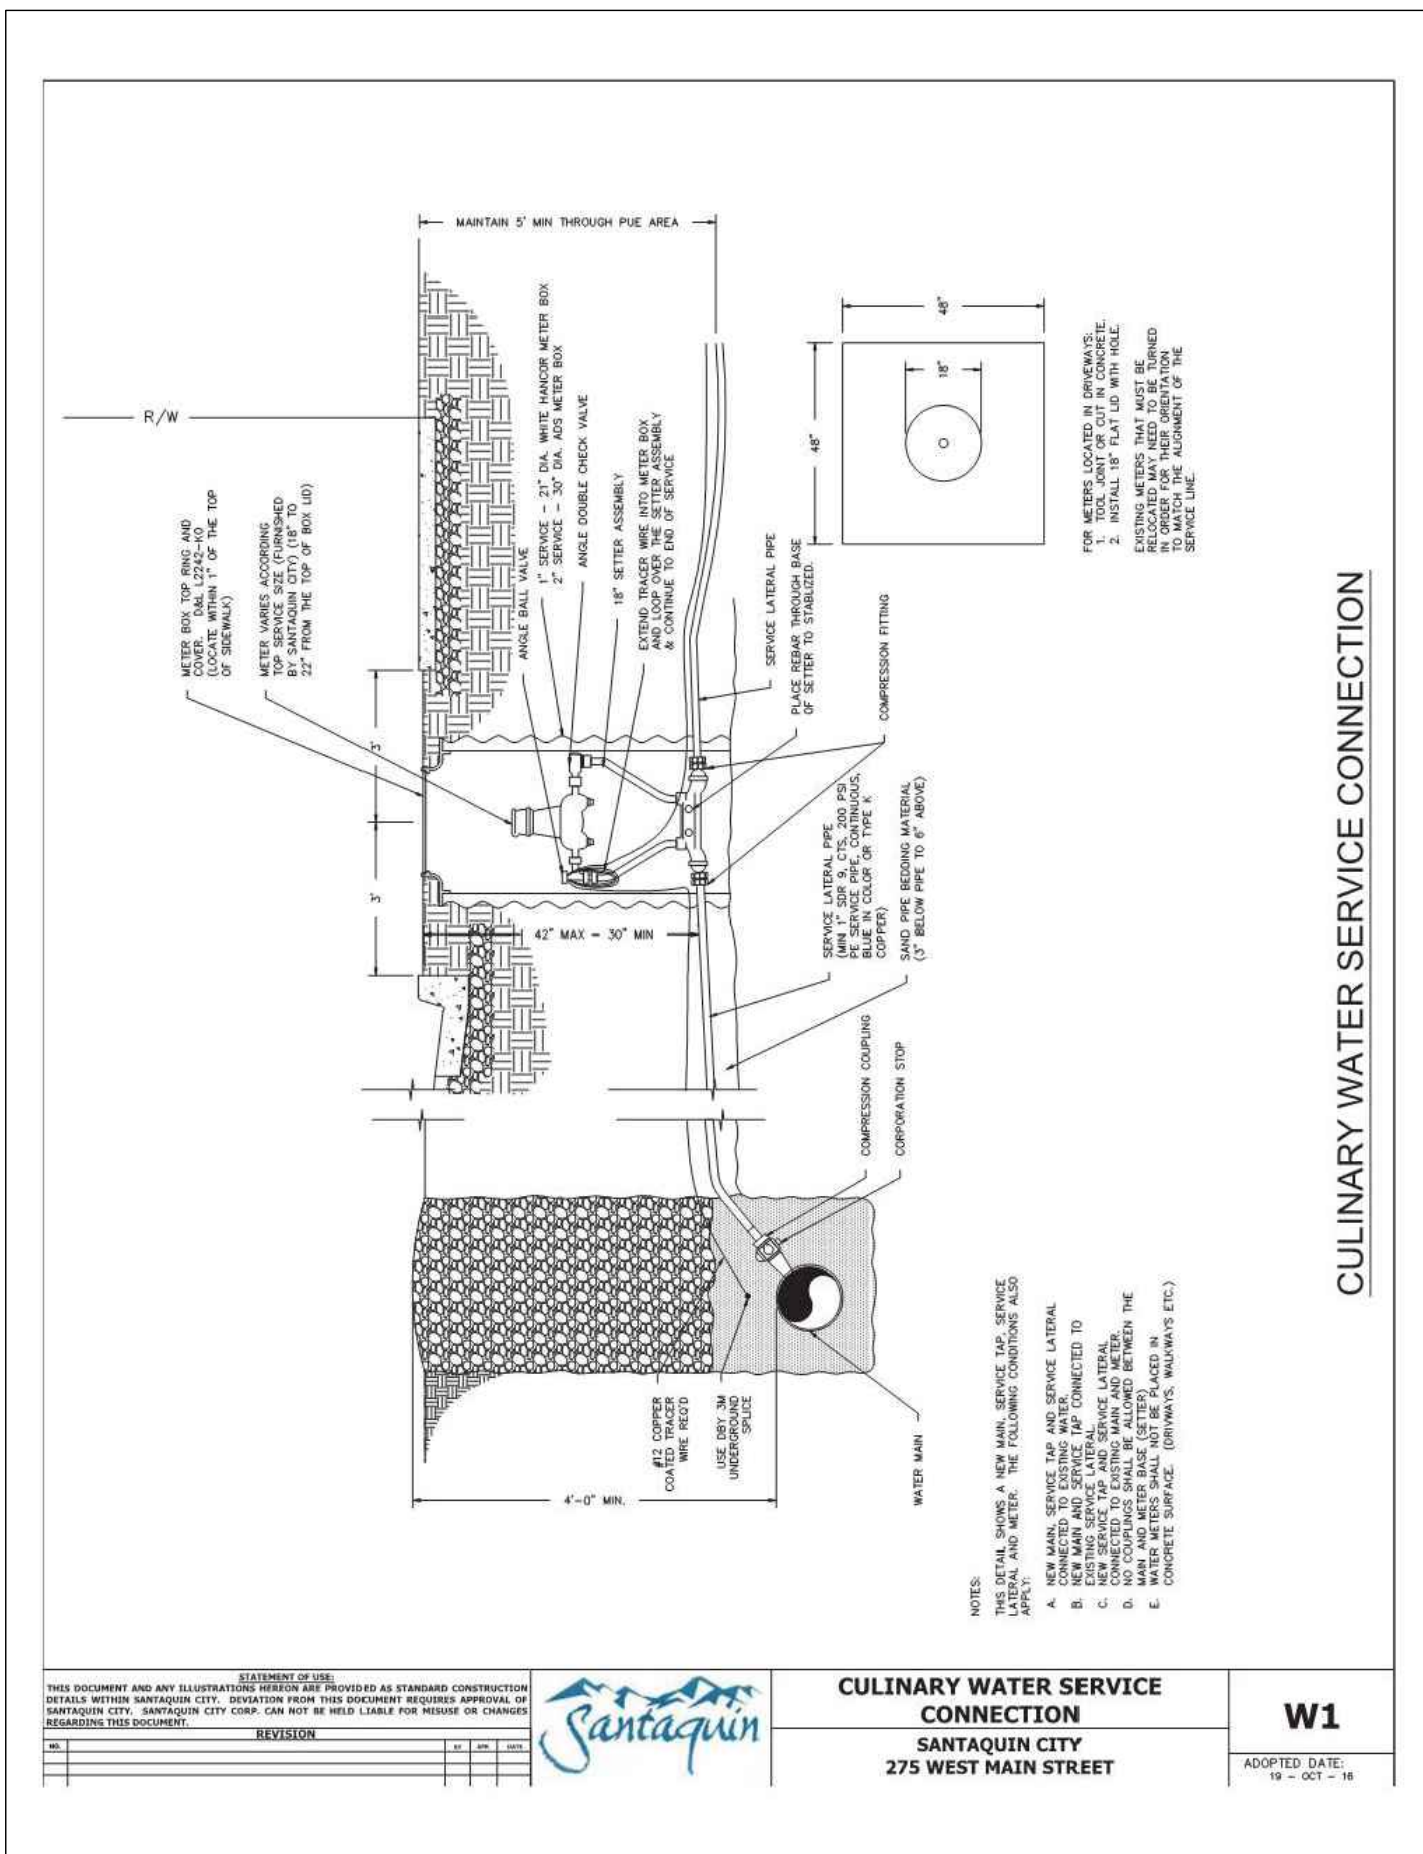 MAINTAIN 5' MIN THROUGH PUE AREA
R/W
METER BOX TOP RING AND
COVER. D&L L2242-KO
(LOCATE WITHIN 1" OF THE TOP
OF SIDEWALK)
METER VARIES ACCORDING
TOP SERVICE SIZE (FURNISHED
BY SANTAQUIN CITY) (18" TO
22" FROM THE TOP OF BOX LID)
3'
3'
ANGLE BALL VALVE
1" SERVICE - 21" DIA. WHITE HANCOR METER BOX
2" SERVICE - 30" DIA. ADS METER BOX
ANGLE DOUBLE CHECK VALVE
18" SETTER ASSEMBLY
EXTEND TRACER WIRE INTO METER BOX
AND LOOP OVER THE SETTER ASSEMBLY
& CONTINUE TO END OF SERVICE
SERVICE LATERAL PIPE
PLACE REBAR THROUGH BASE
OF SETTER TO STABLIZED.
COMPRESSION FITTING
42" MAX - 30" MIN
SERVICE LATERAL PIPE
(MIN 1" SDR 9, CTS, 200 PSI
PE SERVICE PIPE, CONTINUOUS,
BLUE IN COLOR OR TYPE K
COPPER)
SAND PIPE BEDDING MATERIAL
(3" BELOW PIPE TO 6" ABOVE)
COMPRESSION COUPLING
CORPORATION STOP
48"
48"
18"
FOR METERS LOCATED IN DRIVEWAYS:
1. TOOL JOINT OR CUT IN CONCRETE.
2. INSTALL 18" FLAT LID WITH HOLE.
EXISTING METERS THAT MUST BE
RELOCATED MAY NEED TO BE TURNED
IN ORDER FOR THEIR ORIENTATION
TO MATCH THE ALIGNMENT OF THE
SERVICE LINE.
#12 COPPER
COATED TRACER
WIRE REQ'D
USE DBY 3M
UNDERGROUND
SPLICE
4'-0" MIN.
WATER MAIN
NOTES:
THIS DETAIL SHOWS A NEW MAIN, SERVICE TAP, SERVICE
LATERAL AND METER. THE FOLLOWING CONDITIONS ALSO
APPLY:
A. NEW MAIN, SERVICE TAP AND SERVICE LATERAL
CONNECTED TO EXISTING WATER.
B. NEW MAIN AND SERVICE TAP CONNECTED TO
EXISTING SERVICE LATERAL.
C. NEW SERVICE TAP AND SERVICE LATERAL
CONNECTED TO EXISTING MAIN AND METER.
D. NO COUPLINGS SHALL BE ALLOWED BETWEEN THE
MAIN AND METER BASE (SETTER)
E. WATER METERS SHALL NOT BE PLACED IN
CONCRETE SURFACE. (DRIVWAYS, WALKWAYS ETC.)
CULINARY WATER SERVICE CONNECTION
STATEMENT OF USE:
THIS DOCUMENT AND ANY ILLUSTRATIONS HEREON ARE PROVIDED AS STANDARD CONSTRUCTION
DETAILS WITHIN SANTAQUIN CITY. DEVIATION FROM THIS DOCUMENT REQUIRES APPROVAL OF
SANTAQUIN CITY. SANTAQUIN CITY CORP. CAN NOT BE HELD LIABLE FOR MISUSE OR CHANGES
REGARDING THIS DOCUMENT.
REVISION
NO. BY APR DATE
Santaquin
CULINARY WATER SERVICE
CONNECTION
SANTAQUIN CITY
275 WEST MAIN STREET
W1
ADOPTED DATE:
19 - OCT - 16